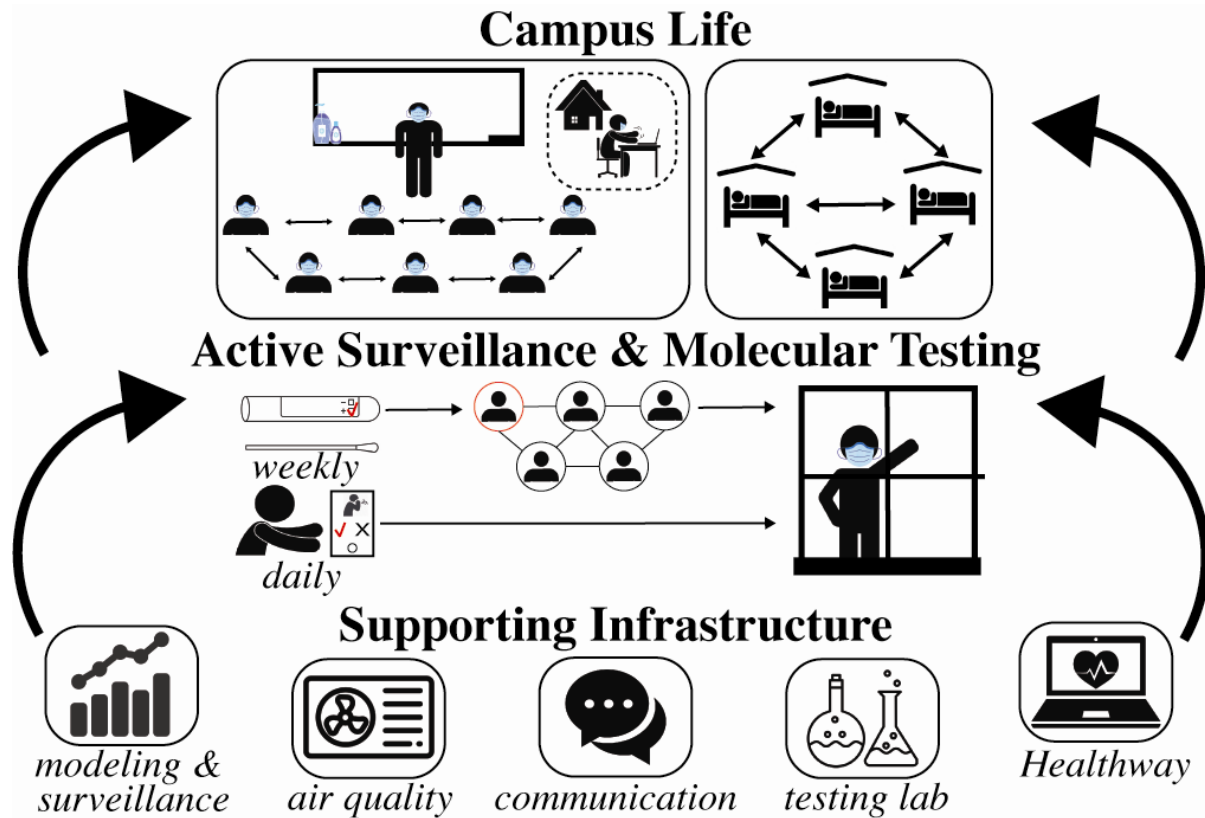 Campus Life
Active Surveillance & Molecular Testing
weekly
daily
Supporting Infrastructure
modeling &
surveillance
air quality
communication
testing lab
Healthway